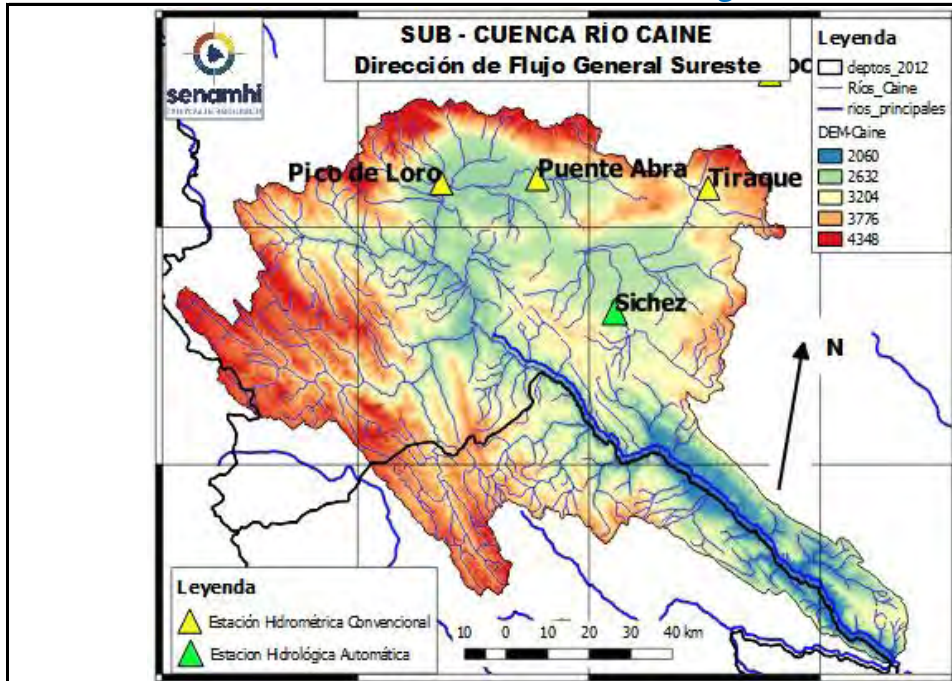 SUB - CUENCA RÍO CAINE
Dirección de Flujo General Sureste
senamhi
Leyenda
deptos_2012
Ríos_Caine
rios_principales
DEM-Caine
2060
2632
3204
3776
4348
Pico de Loro
Puente Abra
Tiraque
Sichez
N
Leyenda
Estación Hidrométrica Convencional
Estacion Hidrológica Automática
10 0 10 20 30 40 km